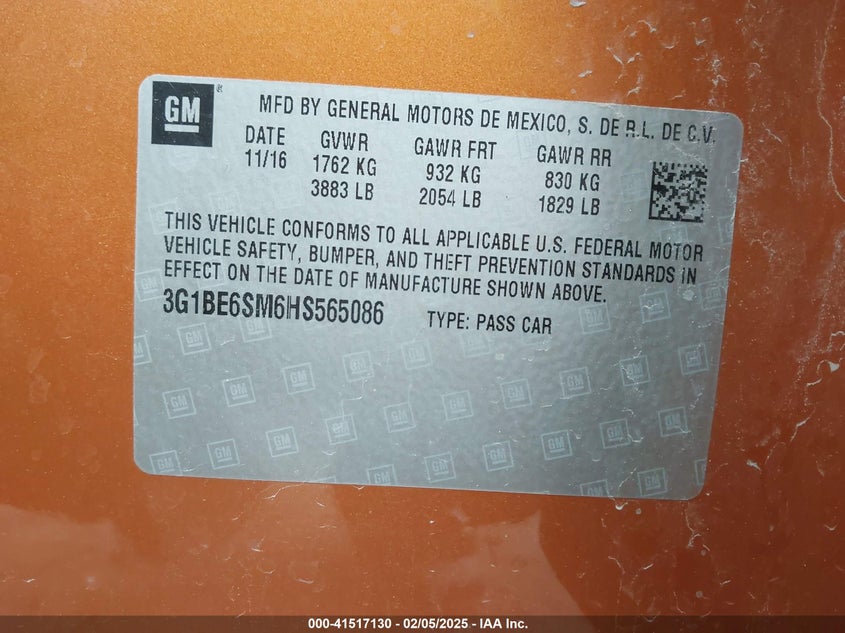 GM ®
MFD BY GENERAL MOTORS DE MEXICO, S. DE R.L. DE C.V.
DATE GVWR GAWR FRT GAWR RR
11/16 1762 KG 932 KG 830 KG
3883 LB 2054 LB 1829 LB
THIS VEHICLE CONFORMS TO ALL APPLICABLE U.S. FEDERAL MOTOR
VEHICLE SAFETY, BUMPER, AND THEFT PREVENTION STANDARDS IN
EFFECT ON THE DATE OF MANUFACTURE SHOWN ABOVE.
3G1BE6SM6HS565086 TYPE: PASS CAR
000-41517130 - 02/05/2025 - IAA Inc.